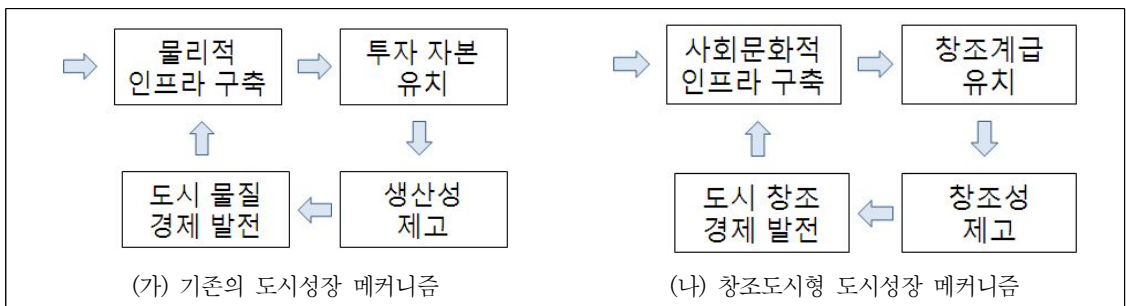 물리적
인프라 구축
투자 자본
유치
사회문화적
인프라 구축
창조계급
유치
도시 물질
경제 발전
생산성
제고
도시 창조
경제 발전
창조성
제고
(가) 기존의 도시성장 메커니즘
(나) 창조도시형 도시성장 메커니즘